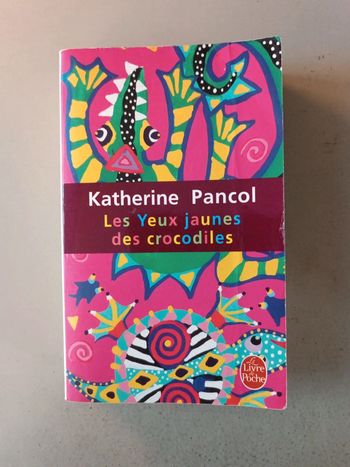 Katherine Pancol
Les Yeux jaunes
des crocodiles
Le
Livre
de
Poche